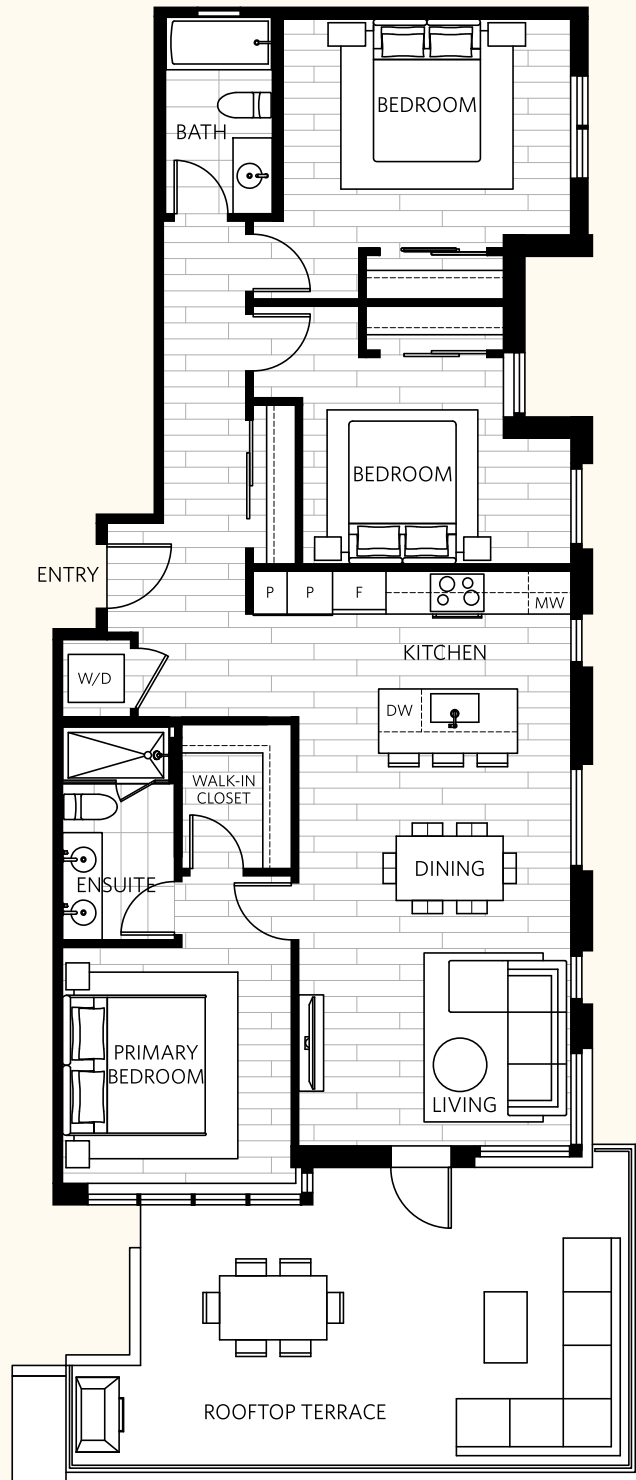 BEDROOM
BATH
BEDROOM
ENTRY
P P F
MW
KITCHEN
W/D
DW
WALK-IN
CLOSET
DINING
ENSUITE
PRIMARY
BEDROOM
LIVING
ROOFTOP TERRACE